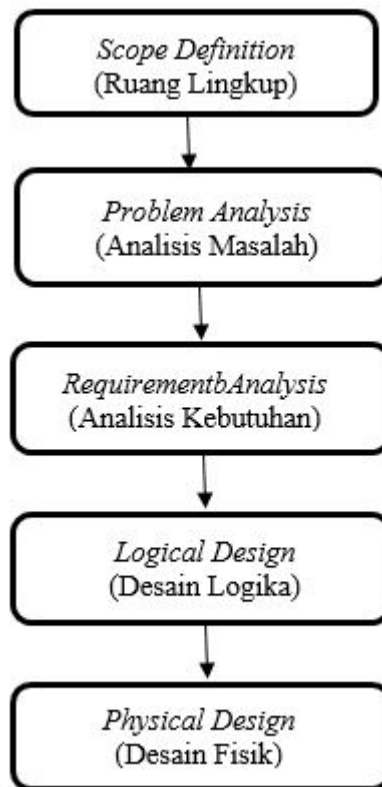 Scope Definition
(Ruang Lingkup)
Problem Analysis
(Analisis Masalah)
RequirementbAnalysis
(Analisis Kebutuhan)
Logical Design
(Desain Logika)
Physical Design
(Desain Fisik)